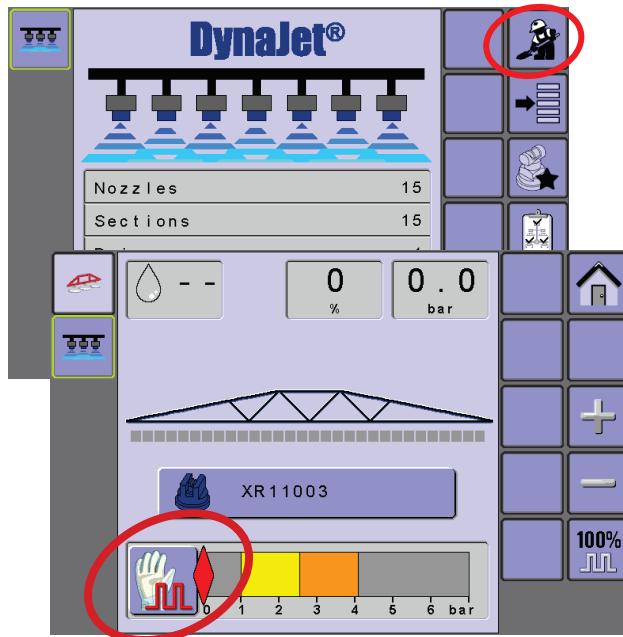 DynaJet®
Nozzles 15
Sections 15
-- 0 0.0
% bar
XR11003
100%
0 1 2 3 4 5 6 bar